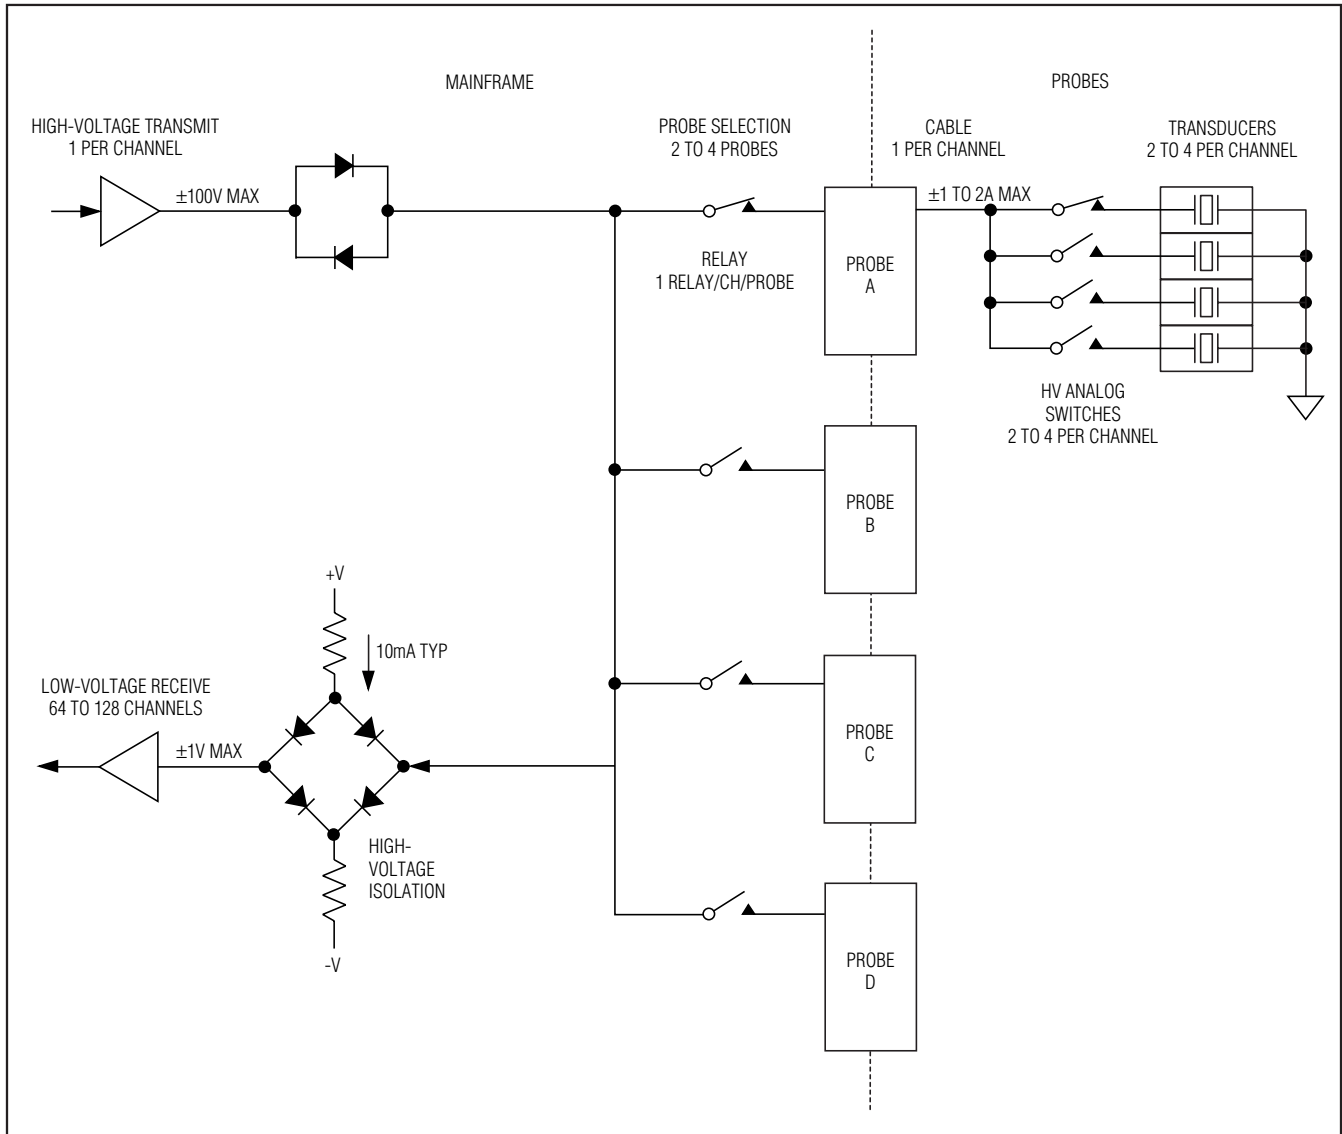 MAINFRAME
PROBES
HIGH-VOLTAGE TRANSMIT
1 PER CHANNEL
±100V MAX
PROBE SELECTION
2 TO 4 PROBES
RELAY
1 RELAY/CH/PROBE
CABLE
1 PER CHANNEL
±1 TO 2A MAX
TRANSDUCERS
2 TO 4 PER CHANNEL
PROBE
A
HV ANALOG
SWITCHES
2 TO 4 PER CHANNEL
PROBE
B
+V
10mA TYP
LOW-VOLTAGE RECEIVE
64 TO 128 CHANNELS
±1V MAX
HIGH-
VOLTAGE
ISOLATION
-V
PROBE
C
PROBE
D